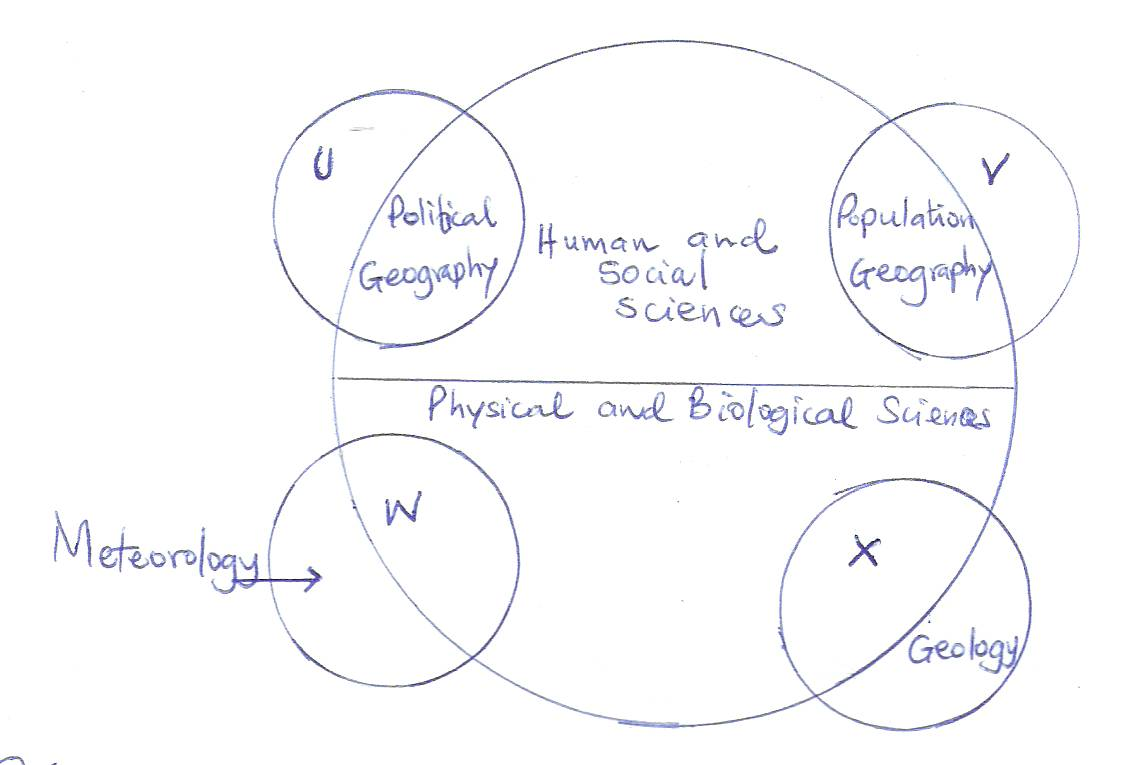 U
V
Political
Geography
Human and
Social
Sciences
Population
Geography
Physical and Biological Sciences
W
Meteorology
X
Geology